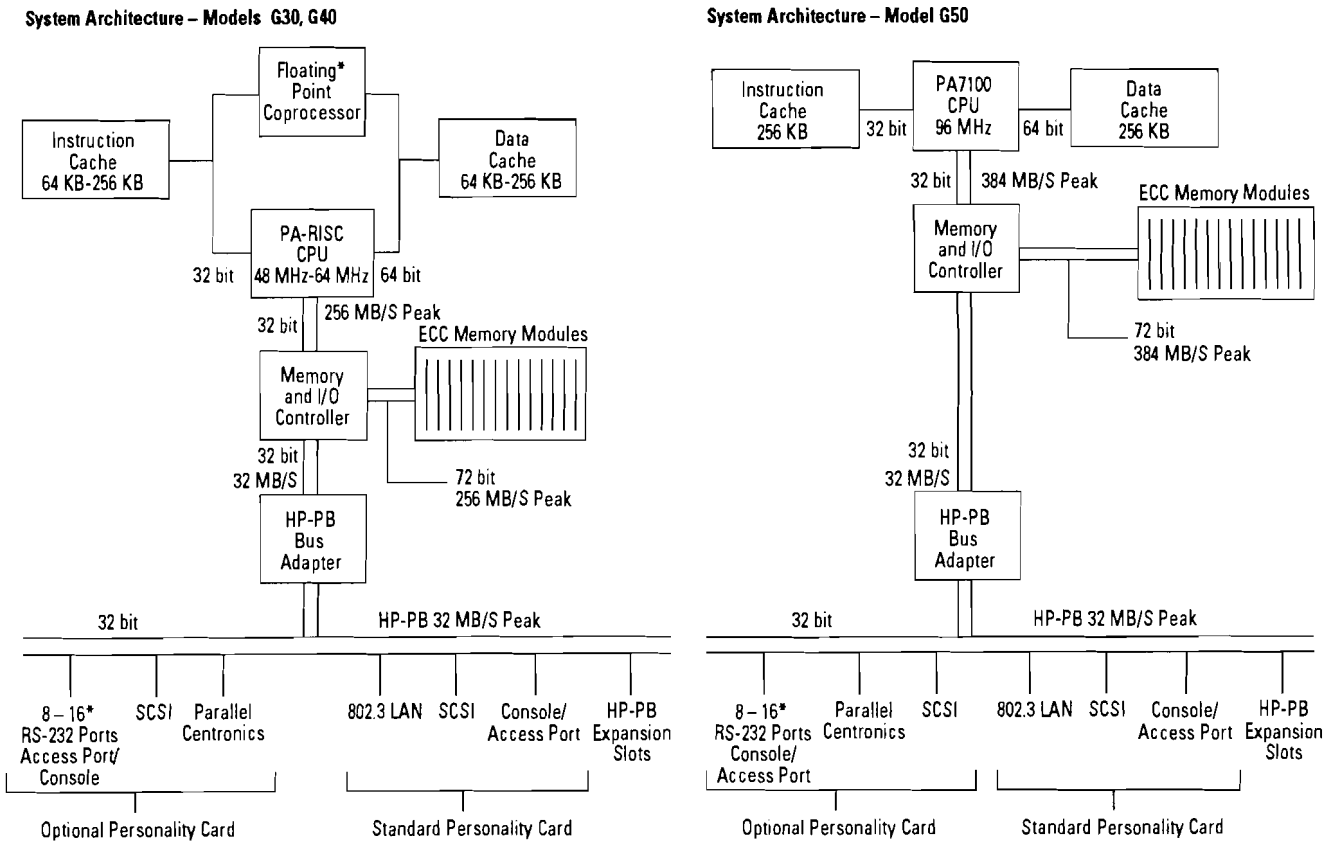 System Architecture – Models G30, G40
Floating*
Point
Coprocessor
Instruction
Cache
64 KB-256 KB
Data
Cache
64 KB-256 KB
PA-RISC
CPU
48 MHz-64 MHz
32 bit
64 bit
256 MB/S Peak
32 bit
ECC Memory Modules
Memory
and I/O
Controller
32 bit
32 MB/S
72 bit
256 MB/S Peak
HP-PB
Bus
Adapter
32 bit
HP-PB 32 MB/S Peak
8 – 16*
RS-232 Ports
Access Port/
Console
SCSI
Parallel
Centronics
802.3 LAN
SCSI
Console/
Access Port
HP-PB
Expansion
Slots
Optional Personality Card
Standard Personality Card
System Architecture – Model G50
Instruction
Cache
256 KB
32 bit
PA7100
CPU
96 MHz
64 bit
Data
Cache
256 KB
32 bit
384 MB/S Peak
ECC Memory Modules
Memory
and I/O
Controller
72 bit
384 MB/S Peak
32 bit
32 MB/S
HP-PB
Bus
Adapter
32 bit
HP-PB 32 MB/S Peak
8 – 16*
RS-232 Ports
Console/
Access Port
Parallel
Centronics
SCSI
802.3 LAN
SCSI
Console/
Access Port
HP-PB
Expansion
Slots
Optional Personality Card
Standard Personality Card